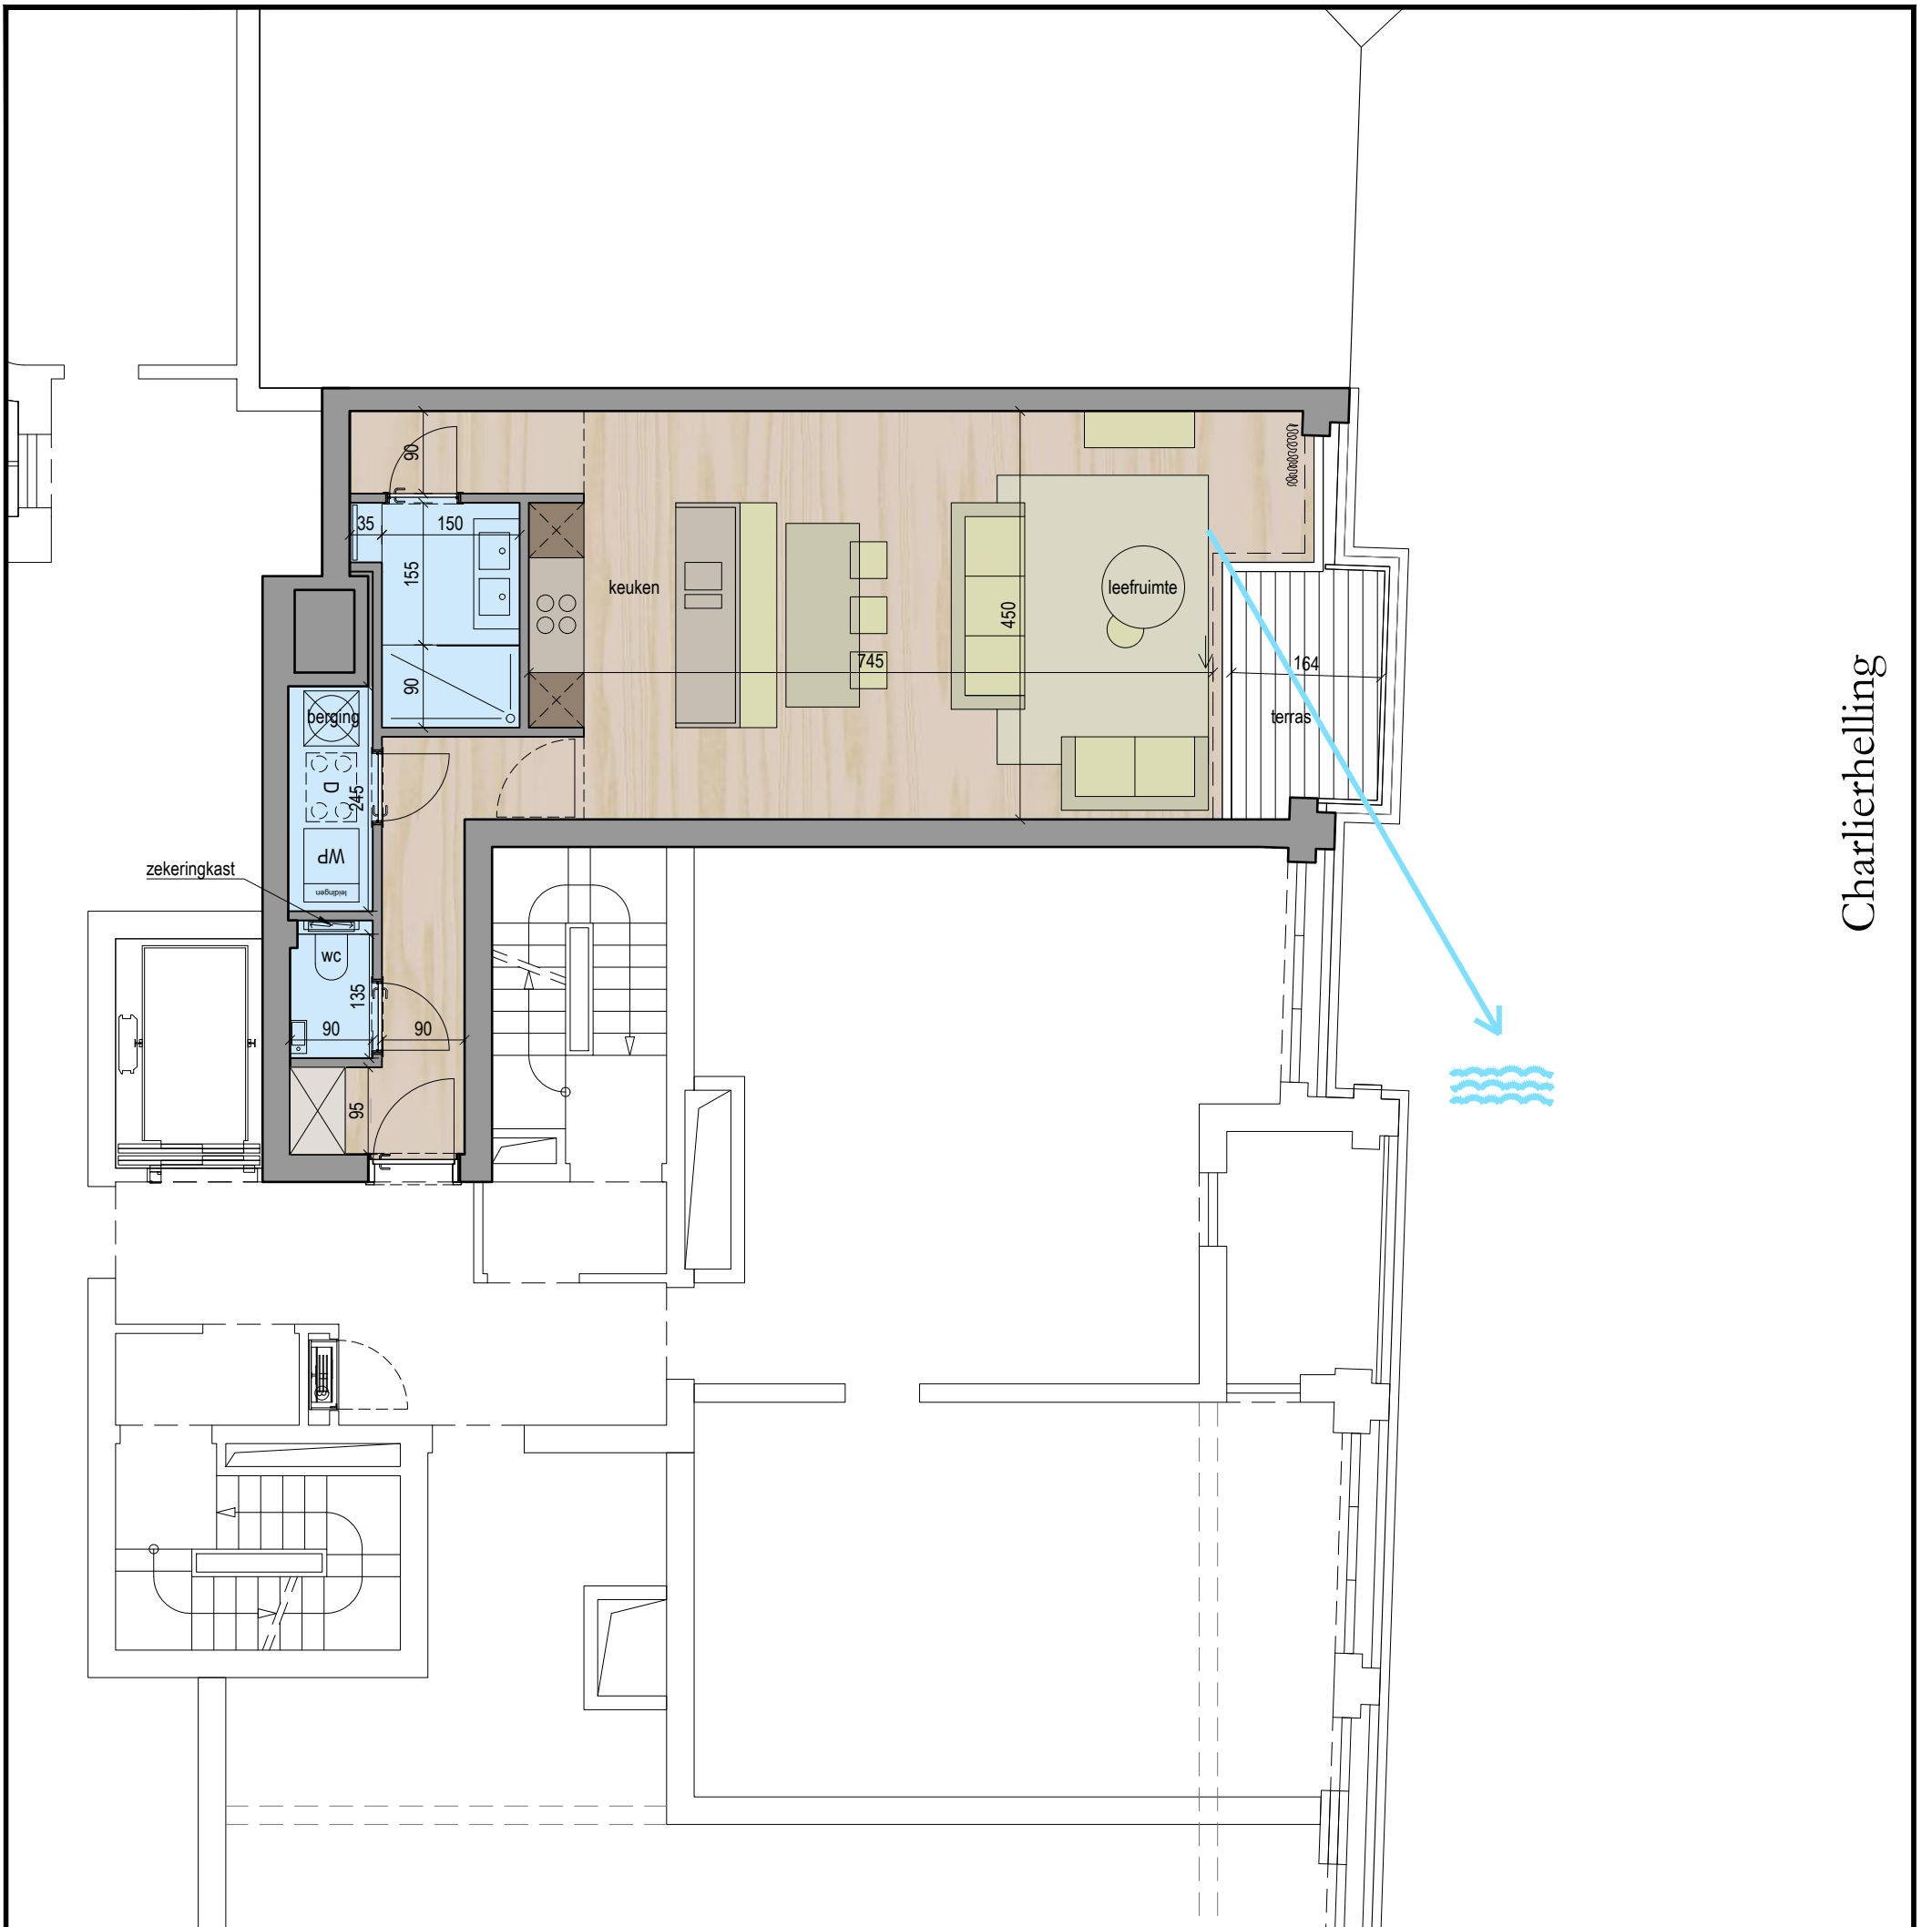 90
35
150
155
90
keuken
450
745
leefruimte
164
terras
berging
D
245
WP
leidingen
zekeringkast
wc
135
90
90
95
Charlierhelling